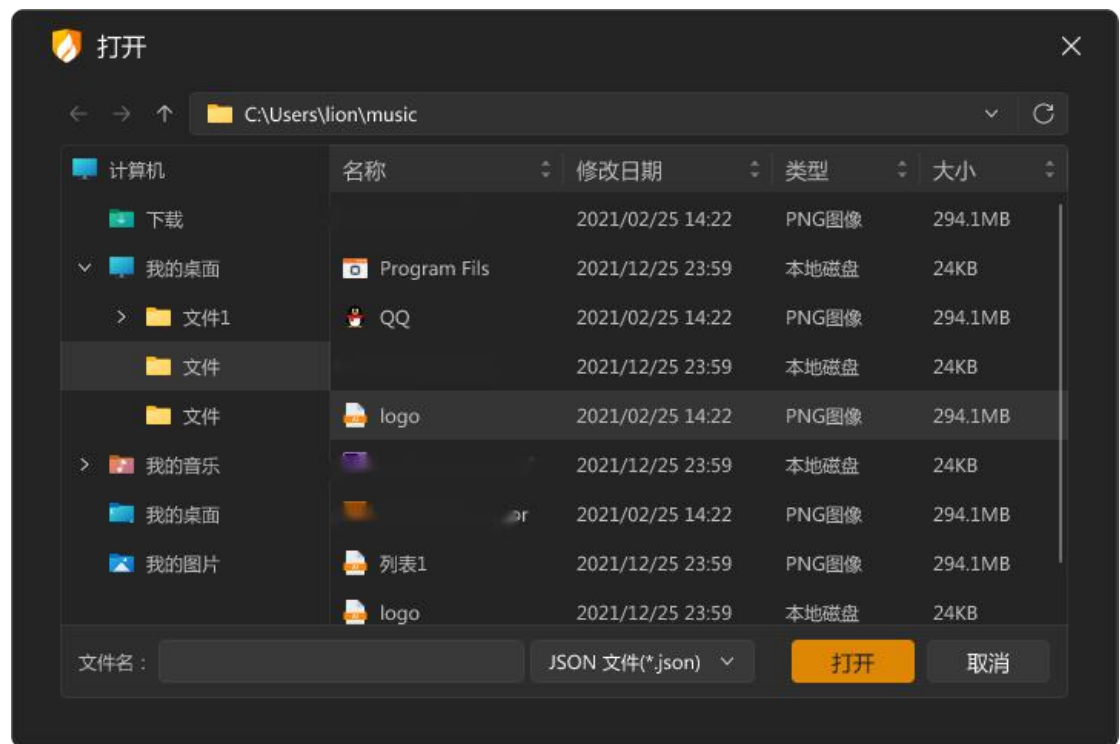 打开
C:\Users\lion\music
计算机 名称 修改日期 类型 大小
下载 2021/02/25 14:22 PNG图像 294.1MB
我的桌面 Program Fils 2021/12/25 23:59 本地磁盘 24KB
文件1 QQ 2021/02/25 14:22 PNG图像 294.1MB
文件 2021/12/25 23:59 本地磁盘 24KB
文件 logo 2021/02/25 14:22 PNG图像 294.1MB
我的音乐 2021/12/25 23:59 本地磁盘 24KB
我的桌面 or 2021/02/25 14:22 PNG图像 294.1MB
我的图片 列表1 2021/12/25 23:59 PNG图像 294.1MB
logo 2021/12/25 23:59 本地磁盘 24KB
文件名： JSON 文件(*.json) 打开 取消